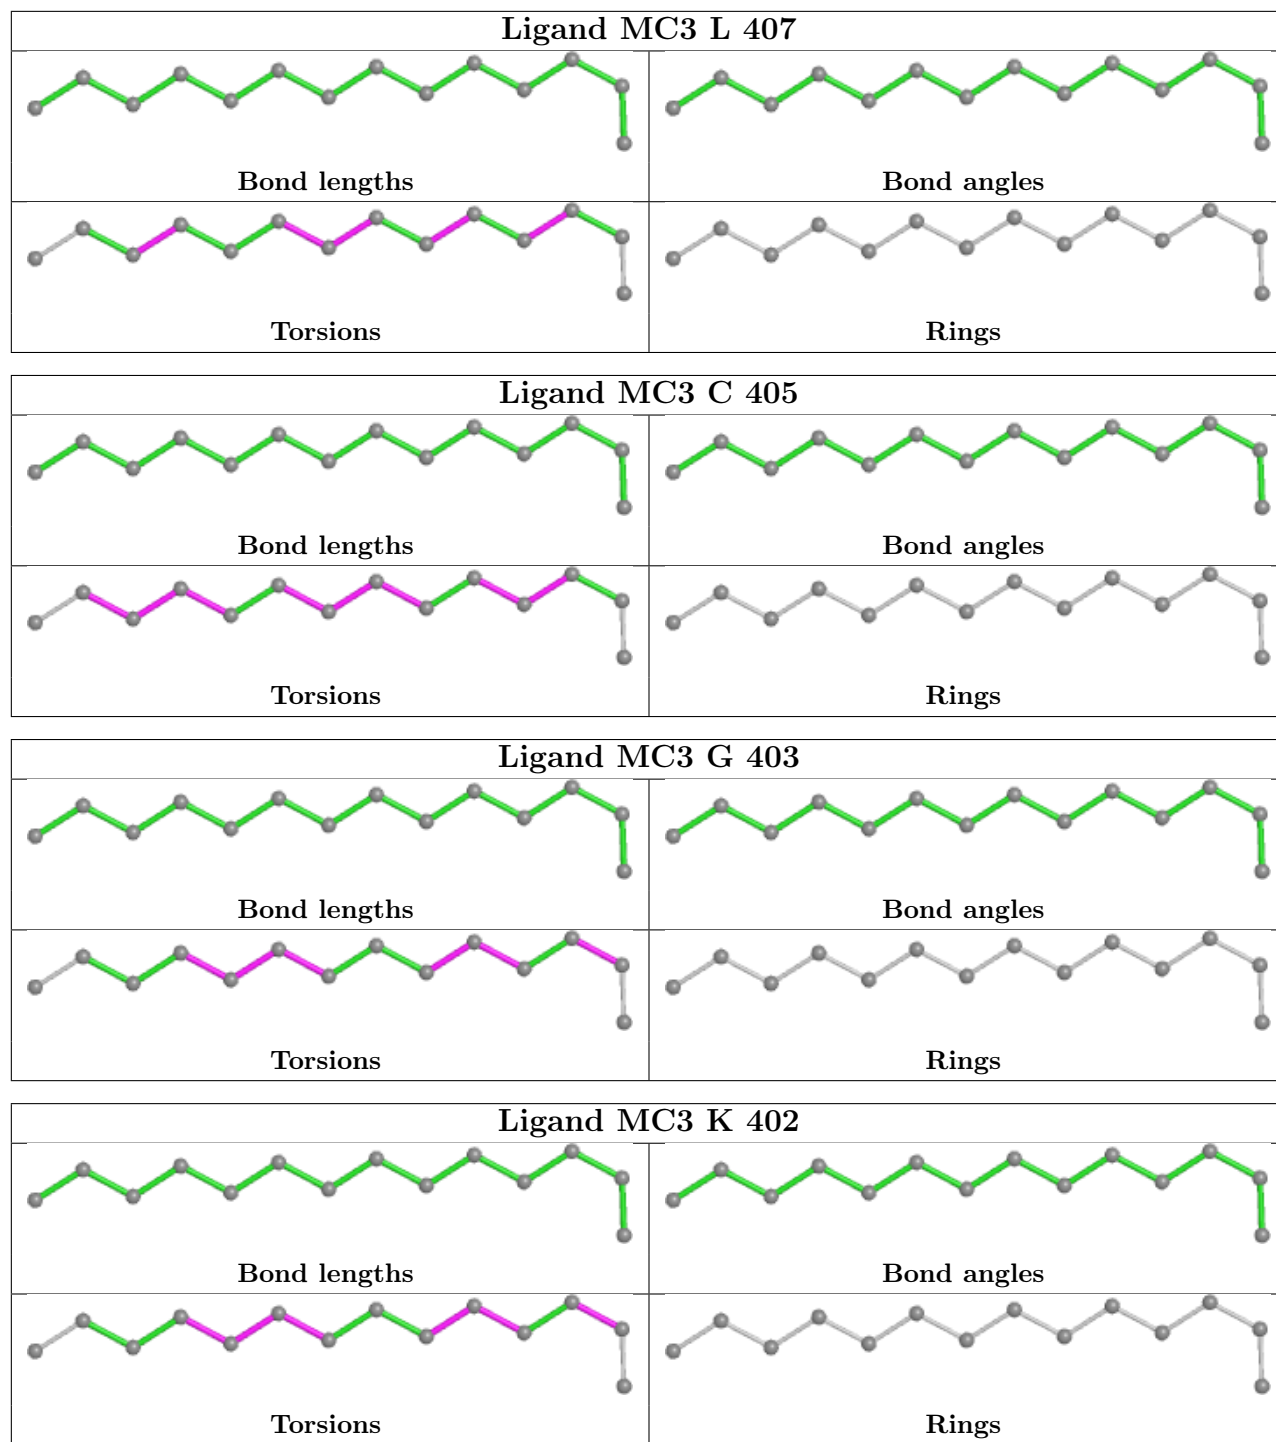 Ligand MC3 L 407
Bond lengths
Bond angles
Torsions
Rings
Ligand MC3 C 405
Bond lengths
Bond angles
Torsions
Rings
Ligand MC3 G 403
Bond lengths
Bond angles
Torsions
Rings
Ligand MC3 K 402
Bond lengths
Bond angles
Torsions
Rings